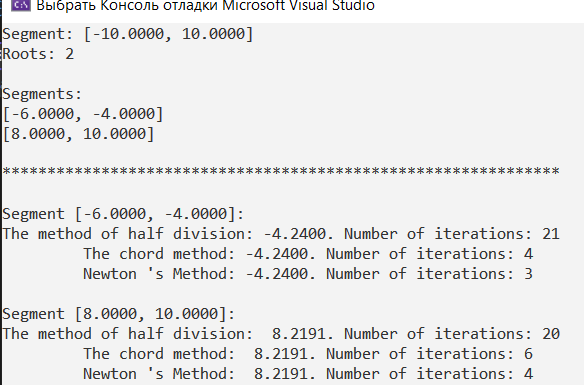 C:\ Выбрать Консоль отладки Microsoft Visual Studio
Segment: [-10.0000, 10.0000]
Roots: 2
Segments:
[-6.0000, -4.0000]
[8.0000, 10.0000]
**************************************************************
Segment [-6.0000, -4.0000]:
The method of half division: -4.2400. Number of iterations: 21
The chord method: -4.2400. Number of iterations: 4
Newton 's Method: -4.2400. Number of iterations: 3
Segment [8.0000, 10.0000]:
The method of half division:  8.2191. Number of iterations: 20
The chord method:  8.2191. Number of iterations: 6
Newton 's Method:  8.2191. Number of iterations: 4